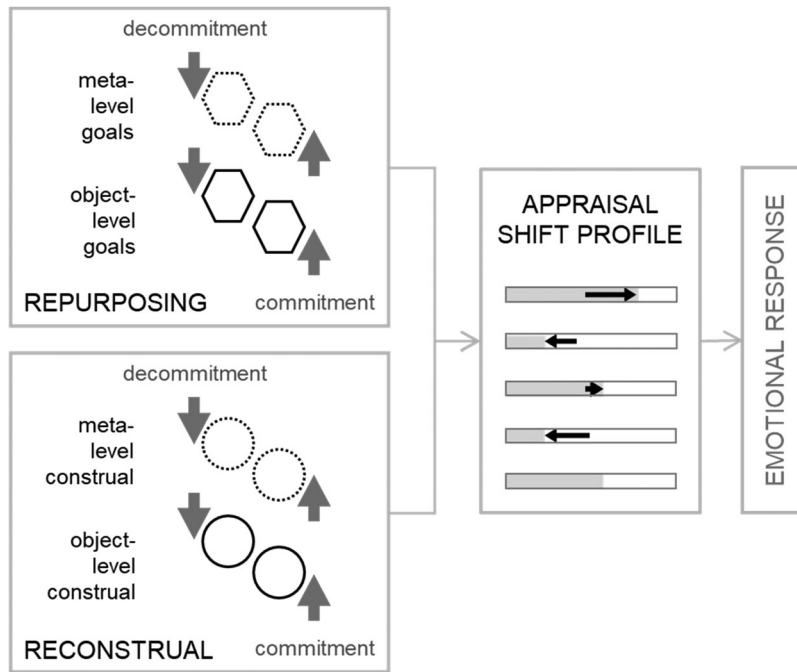 decommitment
meta-
level
goals
object-
level
goals
REPURPOSING
commitment
decommitment
meta-
level
construal
object-
level
construal
RECONSTRUAL
commitment
APPRAISAL
SHIFT PROFILE
EMOTIONAL RESPONSE